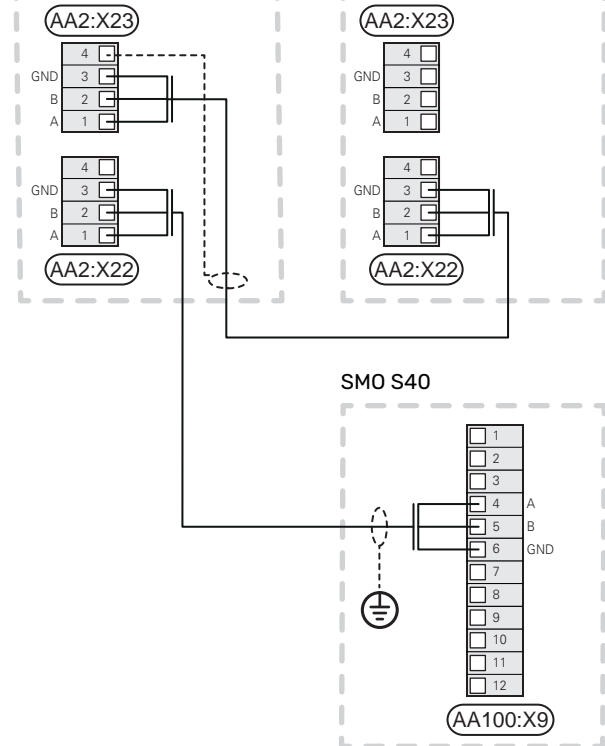 AA2:X23
4
GND 3
B 2
A 1
4
GND 3
B 2
A 1
AA2:X22
AA2:X23
4
GND 3
B 2
A 1
4
GND 3
B 2
A 1
AA2:X22
SMO S40
1
2
3
4 A
5 B
6 GND
7
8
9
10
11
12
AA100:X9